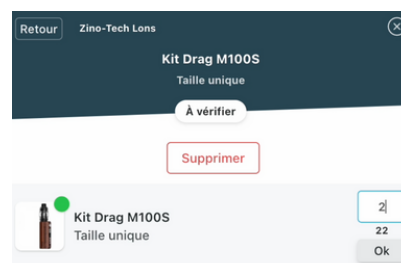 Retour
Zino-Tech Lons
Kit Drag M100S
Taille unique
À vérifier
Supprimer
Kit Drag M100S
Taille unique
2
22
Ok